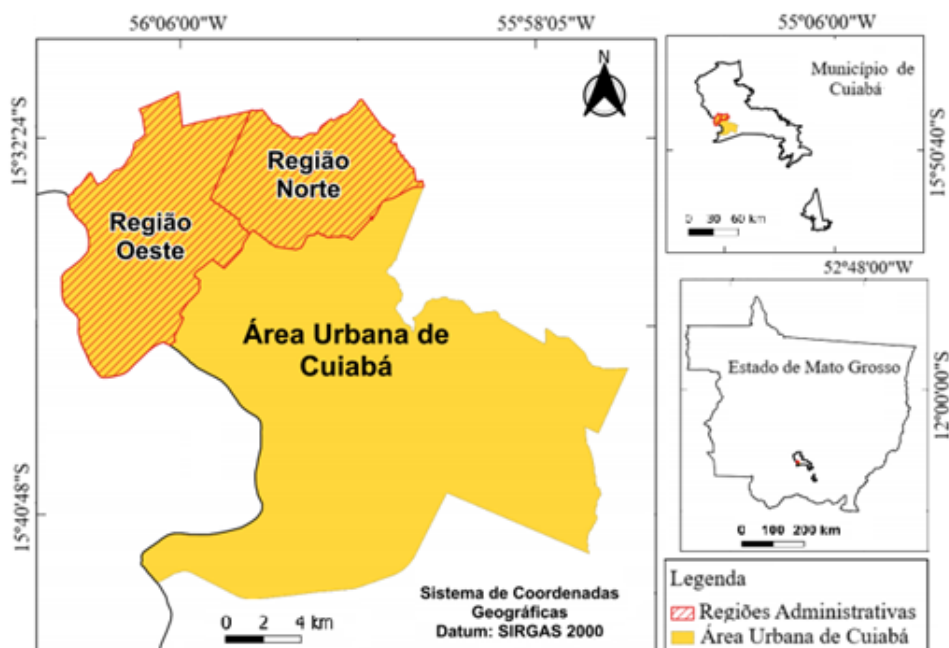 56°06'00"W
55°58'05"W
55°06'00"W
15°32'24"S
15°40'48"S
N
Região
Norte
Região
Oeste
Área Urbana de
Cuiabá
0 2 4 km
Sistema de Coordenadas
Geográficas
Datum: SIRGAS 2000
Município de
Cuiabá
15°50'40"S
0 30 60 km
52°48'00"W
Estado de Mato Grosso
12°00'00"S
0 100 200 km
Legenda
Regiões Administrativas
Área Urbana de Cuiabá